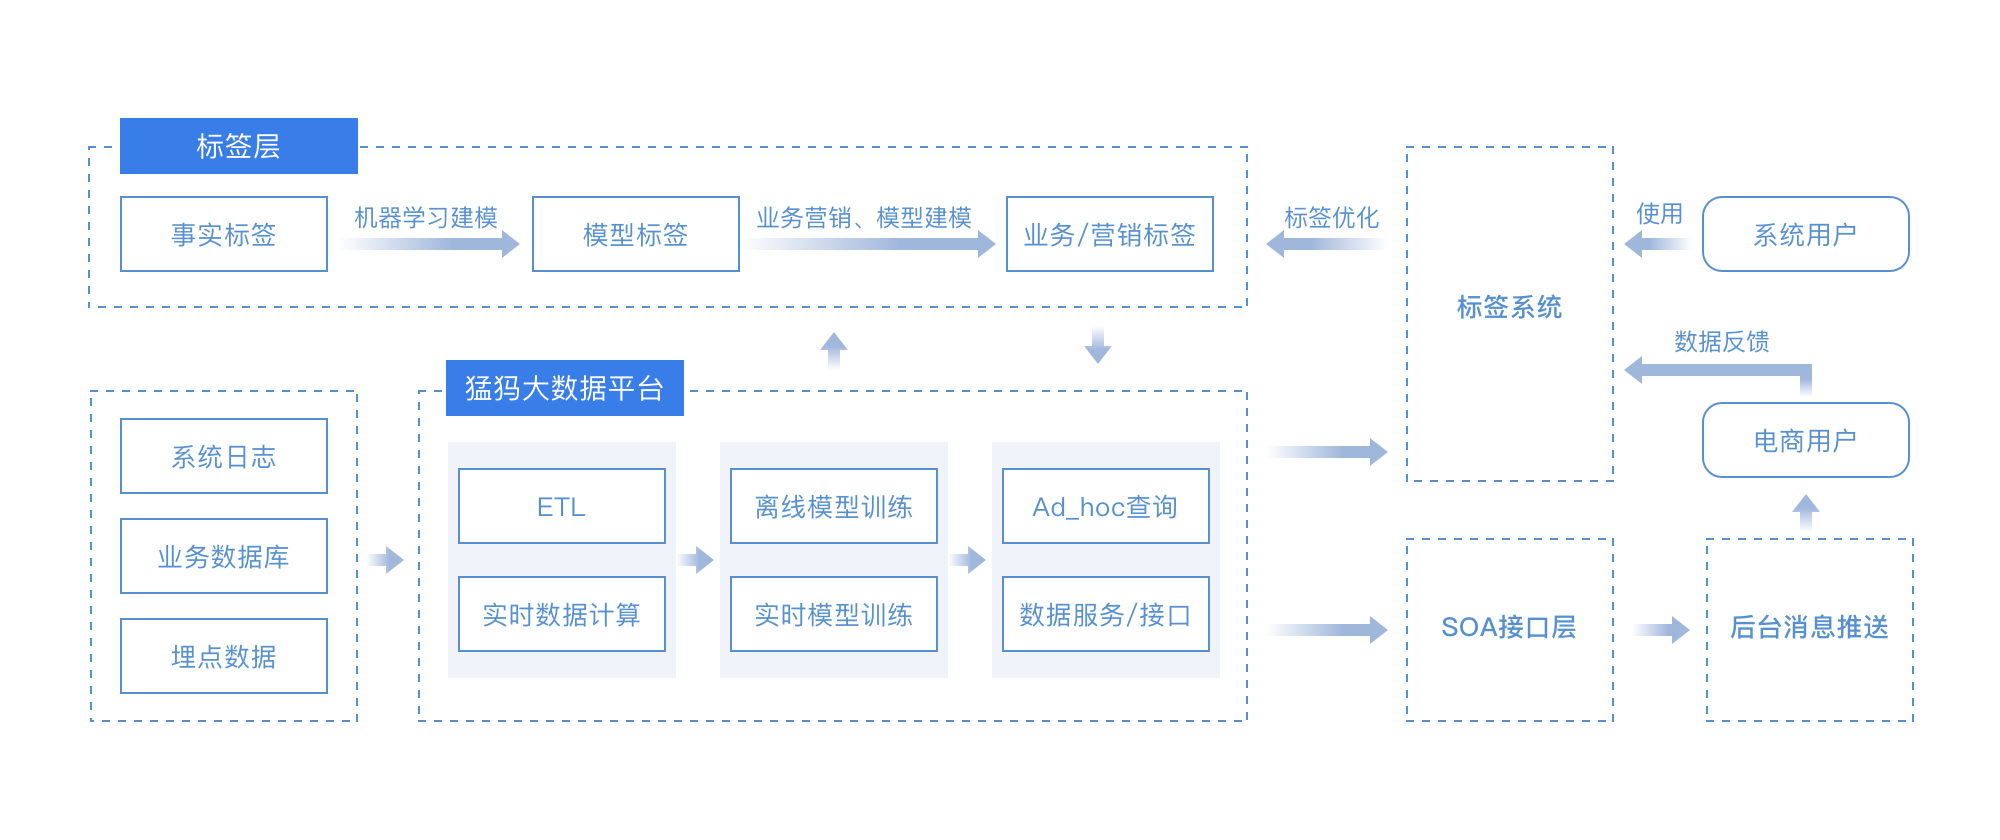 标签层
事实标签
机器学习建模
模型标签
业务营销、模型建模
业务/营销标签
标签优化
标签系统
使用
系统用户
数据反馈
电商用户
系统日志
业务数据库
埋点数据
猛犸大数据平台
ETL
实时数据计算
离线模型训练
实时模型训练
Ad_hoc查询
数据服务/接口
SOA接口层
后台消息推送